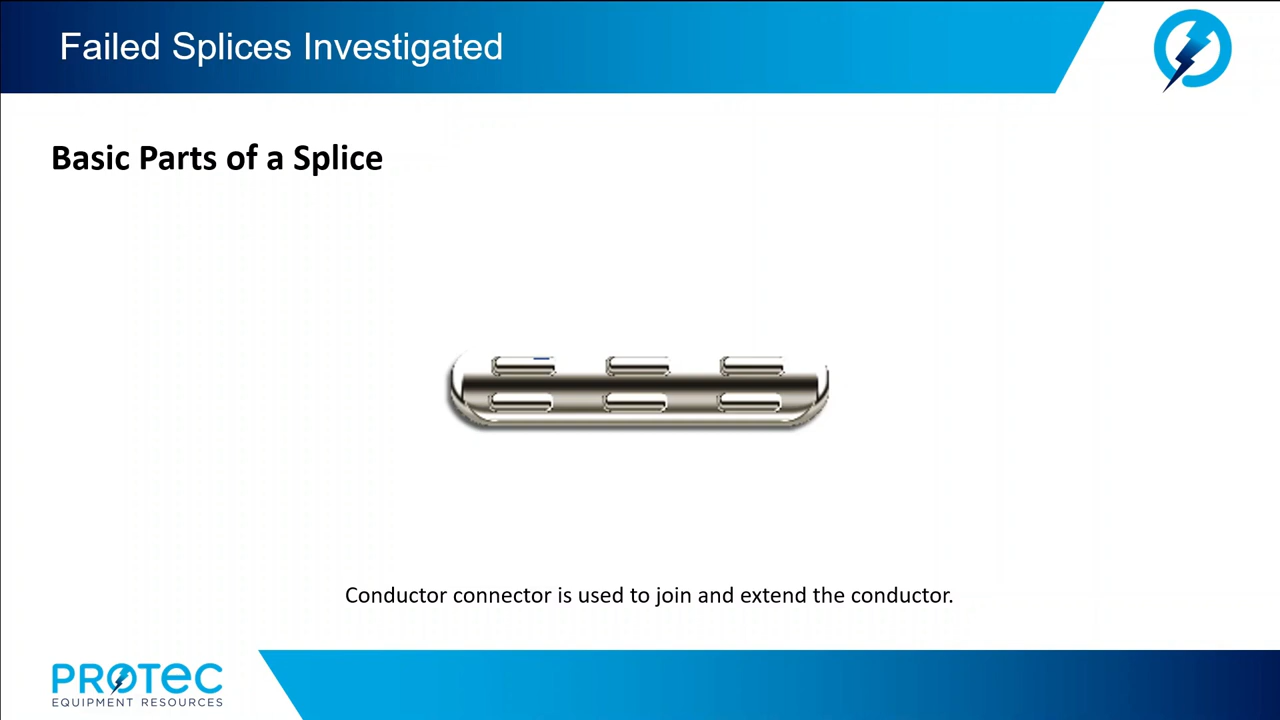 Failed Splices Investigated
Basic Parts of a Splice
Conductor connector is used to join and extend the conductor.
PROTEC
EQUIPMENT RESOURCES